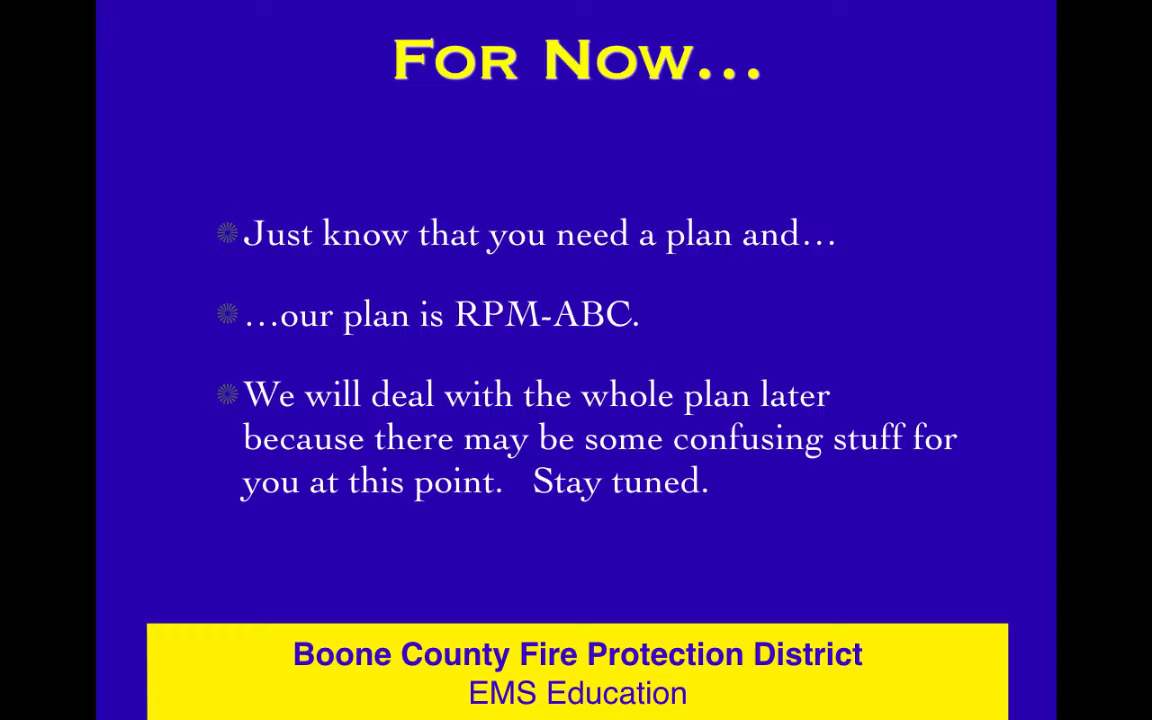 For Now...
Just know that you need a plan and...
...our plan is RPM-ABC.
We will deal with the whole plan later
because there may be some confusing stuff for
you at this point.   Stay tuned.
Boone County Fire Protection District
EMS Education